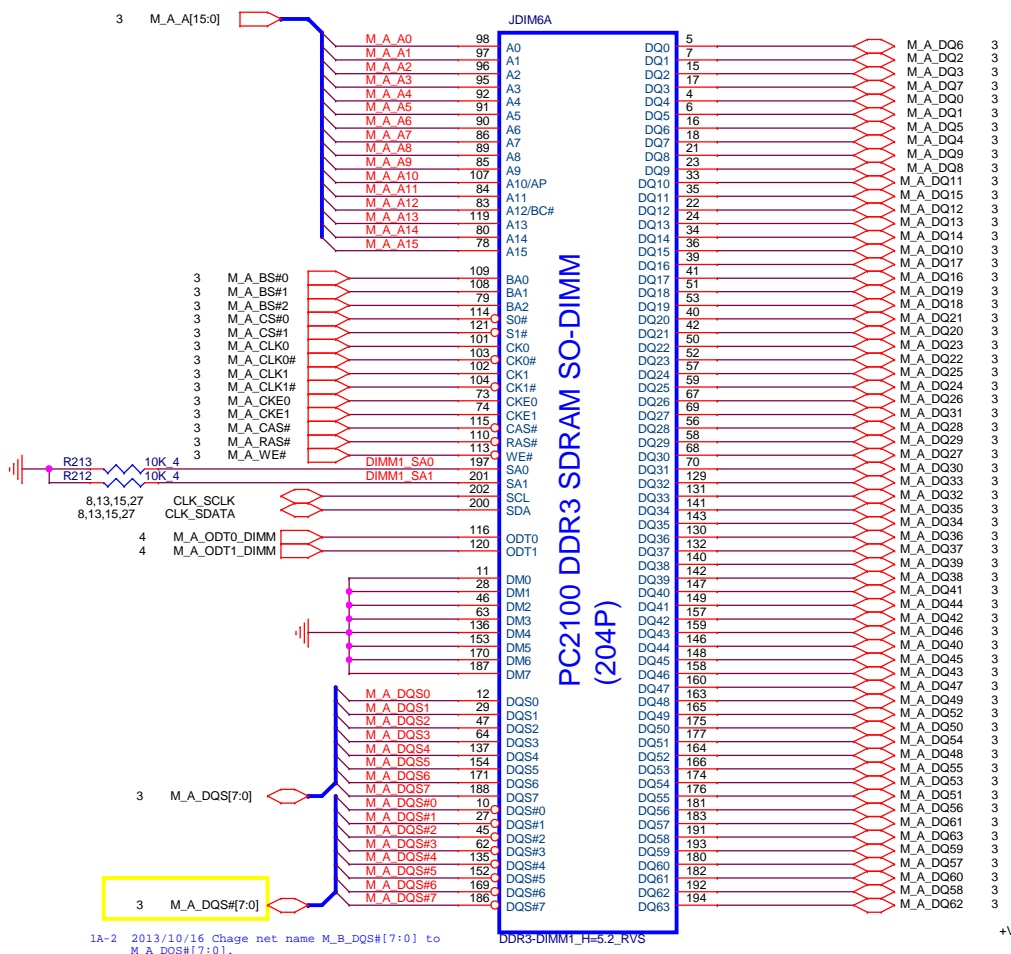 JDIM6A
3 M_A_A[15:0]
M_A_A0 98 A0
M_A_A1 97 A1
M_A_A2 96 A2
M_A_A3 95 A3
M_A_A4 92 A4
M_A_A5 91 A5
M_A_A6 90 A6
M_A_A7 86 A7
M_A_A8 89 A8
M_A_A9 85 A9
M_A_A10 107 A10/AP
M_A_A11 84 A11
M_A_A12 83 A12/BC#
M_A_A13 119 A13
M_A_A14 80 A14
M_A_A15 78 A15
3 M_A_BS#0 109 BA0
3 M_A_BS#1 108 BA1
3 M_A_BS#2 79 BA2
3 M_A_CS#0 114 S0#
3 M_A_CS#1 121 S1#
3 M_A_CLK0 101 CK0
3 M_A_CLK0# 103 CK0#
3 M_A_CLK1 102 CK1
3 M_A_CLK1# 104 CK1#
3 M_A_CKE0 73 CKE0
3 M_A_CKE1 74 CKE1
3 M_A_CAS# 115 CAS#
3 M_A_RAS# 110 RAS#
3 M_A_WE# 113 WE#
R213 10K_4 DIMM1_SA0 197 SA0
R212 10K_4 DIMM1_SA1 201 SA1
8,13,15,27 CLK_SCLK 202 SCL
8,13,15,27 CLK_SDATA 200 SDA
4 M_A_ODT0_DIMM 116 ODT0
4 M_A_ODT1_DIMM 120 ODT1
11 DM0
28 DM1
46 DM2
63 DM3
136 DM4
153 DM5
170 DM6
187 DM7
M_A_DQS0 12 DQS0
M_A_DQS1 29 DQS1
M_A_DQS2 47 DQS2
M_A_DQS3 64 DQS3
M_A_DQS4 137 DQS4
M_A_DQS5 154 DQS5
M_A_DQS6 171 DQS6
M_A_DQS7 188 DQS7
3 M_A_DQS[7:0]
M_A_DQS#0 10 DQS#0
M_A_DQS#1 27 DQS#1
M_A_DQS#2 45 DQS#2
M_A_DQS#3 62 DQS#3
M_A_DQS#4 135 DQS#4
M_A_DQS#5 152 DQS#5
M_A_DQS#6 169 DQS#6
M_A_DQS#7 186 DQS#7
3 M_A_DQS#[7:0]
PC2100 DDR3 SDRAM SO-DIMM
(204P)
DQ0 5 M_A_DQ6 3
DQ1 7 M_A_DQ2 3
DQ2 15 M_A_DQ3 3
DQ3 17 M_A_DQ7 3
DQ4 4 M_A_DQ0 3
DQ5 6 M_A_DQ1 3
DQ6 16 M_A_DQ5 3
DQ7 18 M_A_DQ4 3
DQ8 21 M_A_DQ9 3
DQ9 23 M_A_DQ8 3
DQ10 33 M_A_DQ11 3
DQ11 35 M_A_DQ15 3
DQ12 22 M_A_DQ12 3
DQ13 24 M_A_DQ13 3
DQ14 34 M_A_DQ14 3
DQ15 36 M_A_DQ10 3
DQ16 39 M_A_DQ17 3
DQ17 41 M_A_DQ16 3
DQ18 51 M_A_DQ19 3
DQ19 53 M_A_DQ18 3
DQ20 40 M_A_DQ21 3
DQ21 42 M_A_DQ20 3
DQ22 50 M_A_DQ23 3
DQ23 52 M_A_DQ22 3
DQ24 57 M_A_DQ25 3
DQ25 59 M_A_DQ24 3
DQ26 67 M_A_DQ26 3
DQ27 69 M_A_DQ31 3
DQ28 56 M_A_DQ28 3
DQ29 58 M_A_DQ29 3
DQ30 68 M_A_DQ27 3
DQ31 70 M_A_DQ30 3
DQ32 129 M_A_DQ33 3
DQ33 131 M_A_DQ32 3
DQ34 141 M_A_DQ35 3
DQ35 143 M_A_DQ34 3
DQ36 130 M_A_DQ36 3
DQ37 132 M_A_DQ37 3
DQ38 140 M_A_DQ39 3
DQ39 142 M_A_DQ38 3
DQ40 147 M_A_DQ41 3
DQ41 149 M_A_DQ44 3
DQ42 157 M_A_DQ42 3
DQ43 159 M_A_DQ46 3
DQ44 146 M_A_DQ40 3
DQ45 148 M_A_DQ45 3
DQ46 158 M_A_DQ43 3
DQ47 160 M_A_DQ47 3
DQ48 163 M_A_DQ49 3
DQ49 165 M_A_DQ52 3
DQ50 175 M_A_DQ50 3
DQ51 177 M_A_DQ54 3
DQ52 164 M_A_DQ48 3
DQ53 166 M_A_DQ55 3
DQ54 174 M_A_DQ53 3
DQ55 176 M_A_DQ51 3
DQ56 181 M_A_DQ56 3
DQ57 183 M_A_DQ61 3
DQ58 191 M_A_DQ63 3
DQ59 193 M_A_DQ59 3
DQ60 180 M_A_DQ57 3
DQ61 182 M_A_DQ60 3
DQ62 192 M_A_DQ58 3
DQ63 194 M_A_DQ62 3
DDR3-DIMM1_H=5.2_RVS
1A-2 2013/10/16 Chage net name M_B_DQS#[7:0] to
M_A_DQS#[7:0].